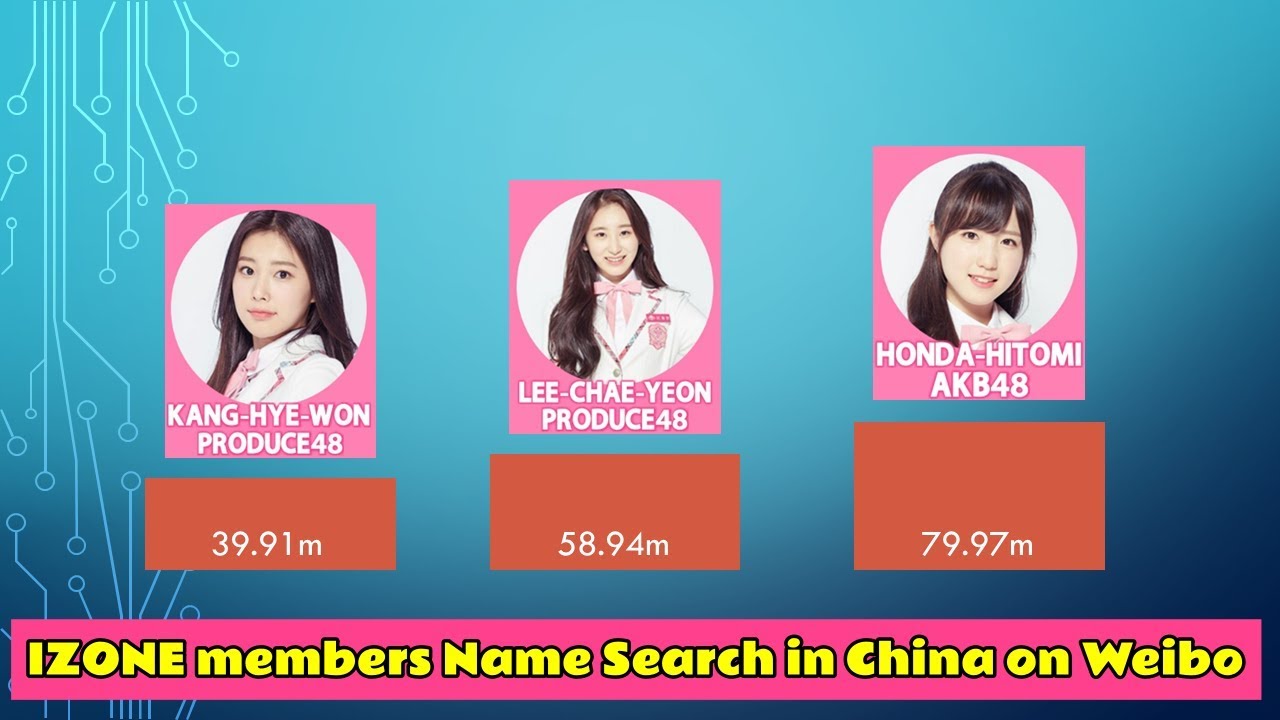 KANG-HYE-WON
PRODUCE48
39.91m
LEE-CHAE-YEON
PRODUCE48
58.94m
HONDA-HITOMI
AKB48
79.97m
IZONE members Name Search in China on Weibo